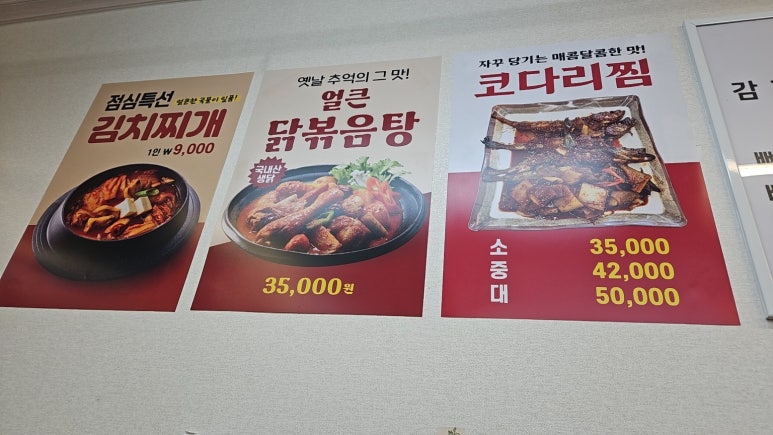 점심특선 얼큰한 국물이 일품!
김치찌개
1인 ₩9,000
옛날 추억의 그 맛!
얼큰
닭볶음탕
국내산
생닭
35,000원
자꾸 당기는 매콤달콤한 맛!
코다리찜
소 35,000
중 42,000
대 50,000
감